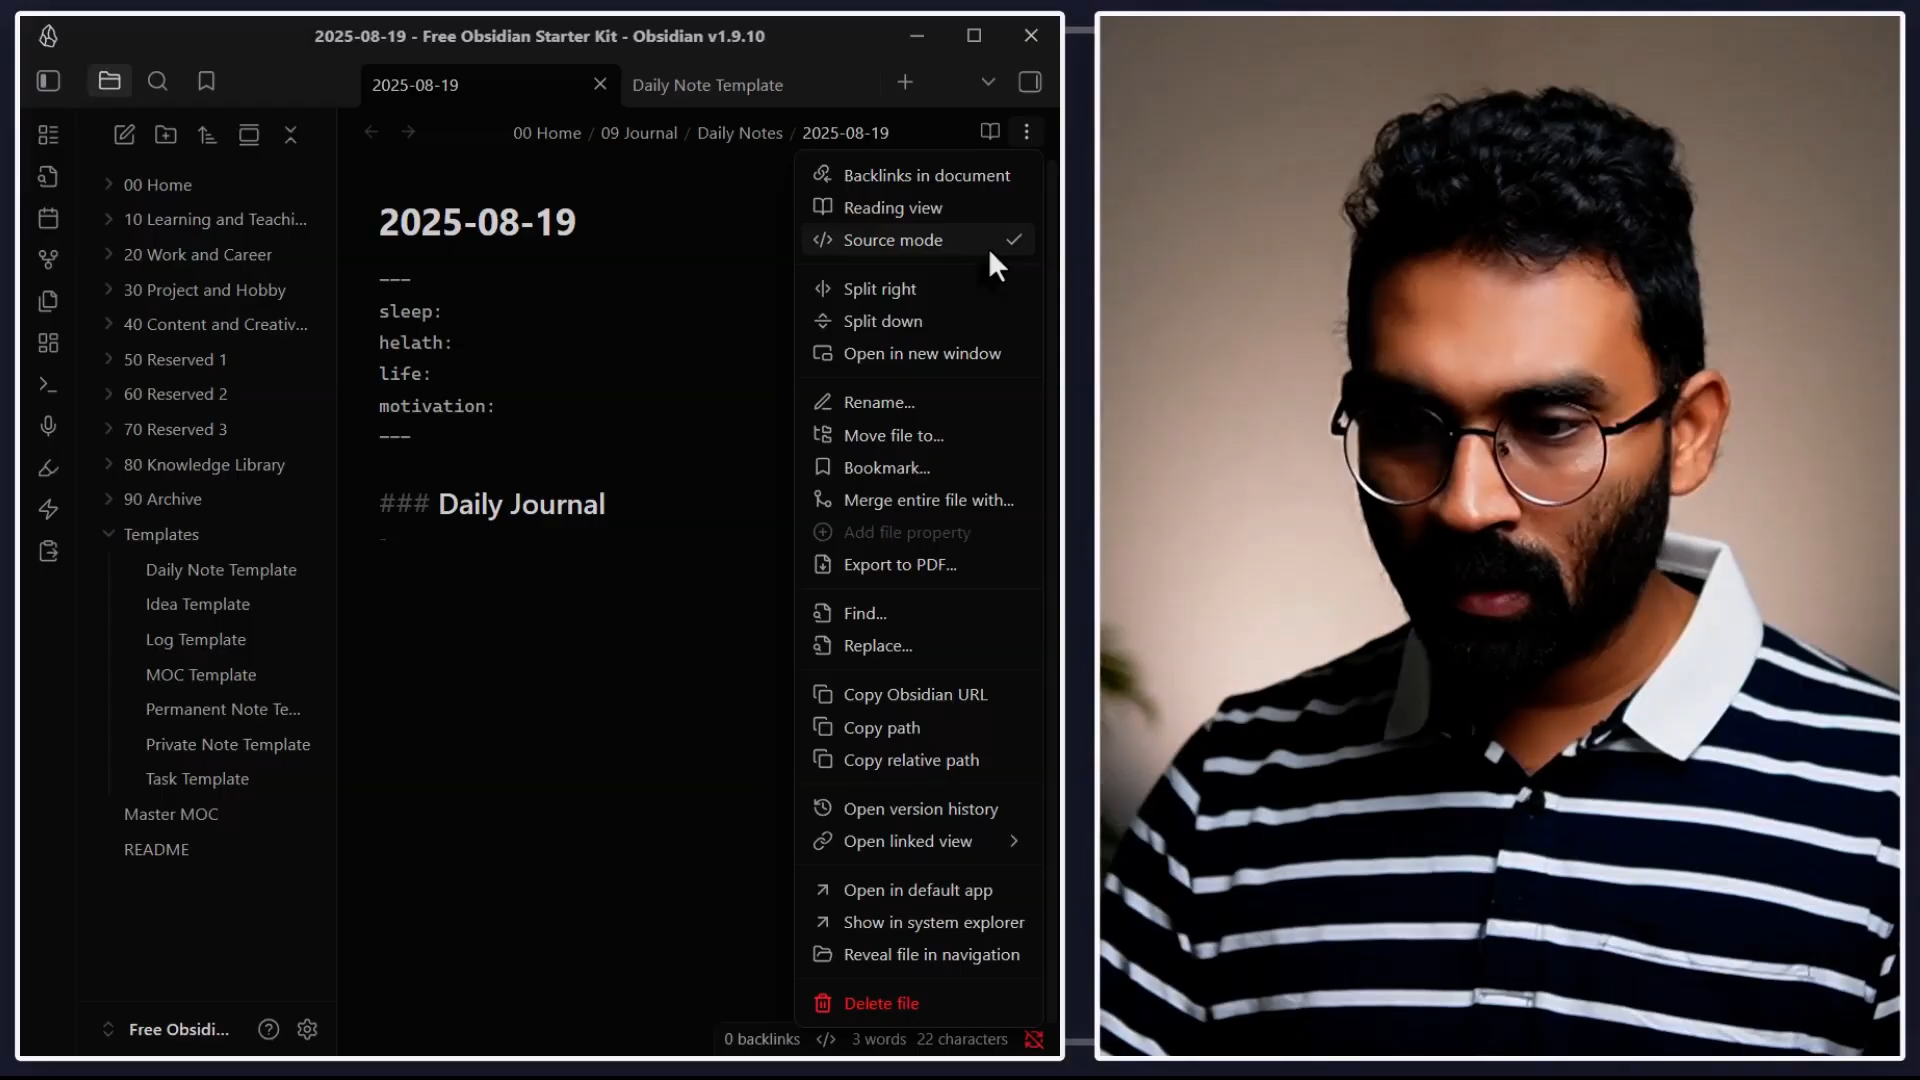 2025-08-19 - Free Obsidian Starter Kit - Obsidian v1.9.10
2025-08-19
Daily Note Template
00 Home / 09 Journal / Daily Notes / 2025-08-19
00 Home
10 Learning and Teachi...
20 Work and Career
30 Project and Hobby
40 Content and Creativ...
50 Reserved 1
60 Reserved 2
70 Reserved 3
80 Knowledge Library
90 Archive
Templates
Daily Note Template
Idea Template
Log Template
MOC Template
Permanent Note Te...
Private Note Template
Task Template
Master MOC
README
Free Obsidi...
2025-08-19
---
sleep:
helath:
life:
motivation:
---
### Daily Journal
-
Backlinks in document
Reading view
Source mode
Split right
Split down
Open in new window
Rename...
Move file to...
Bookmark...
Merge entire file with...
Add file property
Export to PDF...
Find...
Replace...
Copy Obsidian URL
Copy path
Copy relative path
Open version history
Open linked view
Open in default app
Show in system explorer
Reveal file in navigation
Delete file
0 backlinks </> 3 words 22 characters